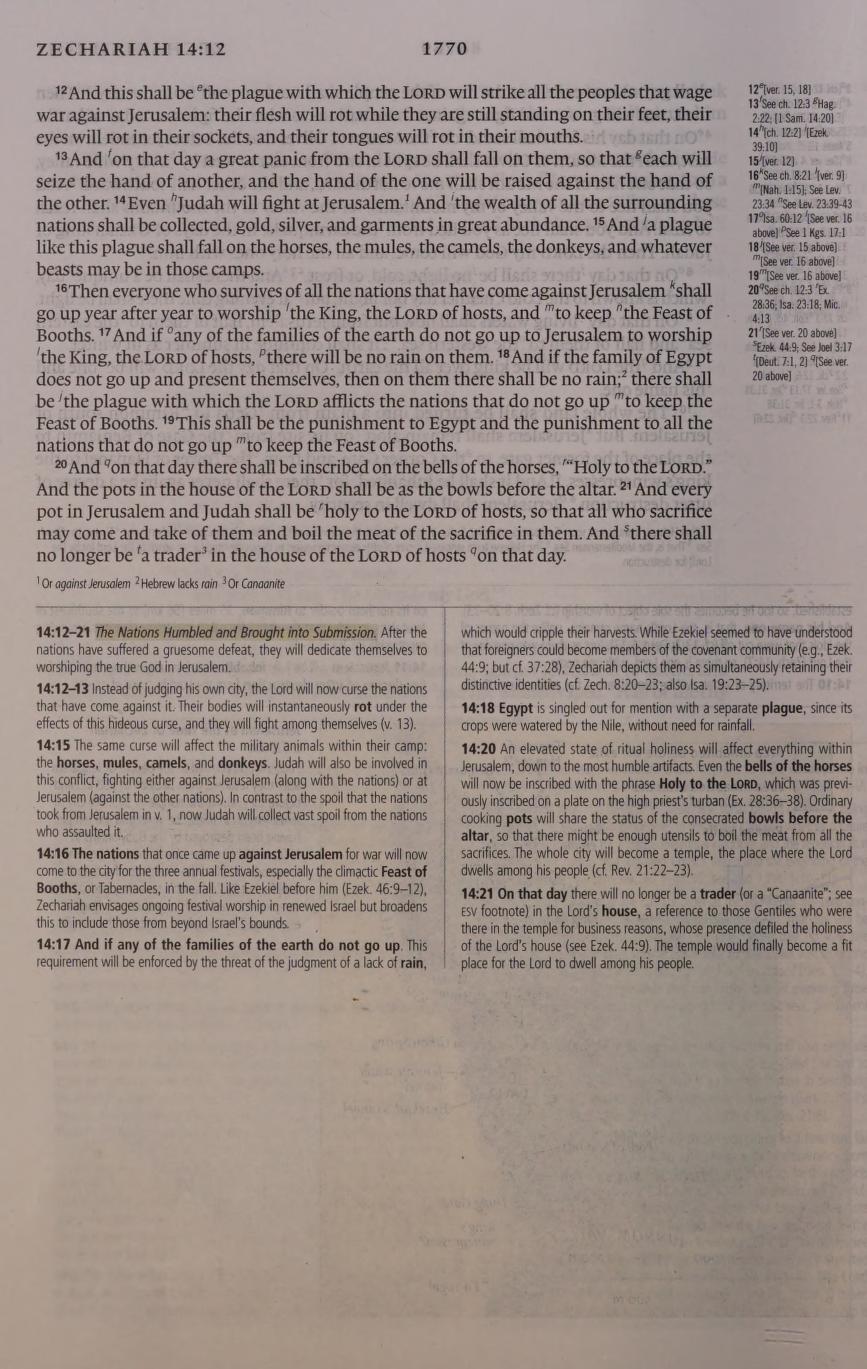 ZECHARIAH 14:12
1770
12 And this shall be e the plague with which the LORD will strike all the peoples that wage
war against Jerusalem: their flesh will rot while they are still standing on their feet, their
eyes will rot in their sockets, and their tongues will rot in their mouths.
13 And f on that day a great panic from the LORD shall fall on them, so that g each will
seize the hand of another, and the hand of the one will be raised against the hand of
the other. 14 Even h Judah will fight at Jerusalem.1 And i the wealth of all the surrounding
nations shall be collected, gold, silver, and garments in great abundance. 15 And j a plague
like this plague shall fall on the horses, the mules, the camels, the donkeys, and whatever
beasts may be in those camps.
16 Then everyone who survives of all the nations that have come against Jerusalem k shall
go up year after year to worship l the King, the LORD of hosts, and m to keep n the Feast of
Booths. 17 And if o any of the families of the earth do not go up to Jerusalem to worship
l the King, the LORD of hosts, p there will be no rain on them. 18 And if the family of Egypt
does not go up and present themselves, then on them there shall be no rain;2 there shall
be j the plague with which the LORD afflicts the nations that do not go up m to keep the
Feast of Booths. 19 This shall be the punishment to Egypt and the punishment to all the
nations that do not go up m to keep the Feast of Booths.
20 And q on that day there shall be inscribed on the bells of the horses, r “Holy to the LORD.”
And the pots in the house of the LORD shall be as the bowls before the altar. 21 And every
pot in Jerusalem and Judah shall be r holy to the LORD of hosts, so that all who sacrifice
may come and take of them and boil the meat of the sacrifice in them. And s there shall
no longer be t a trader3 in the house of the LORD of hosts q on that day.
12 e [ver. 15, 18]
13 f See ch. 12:3 g Hag.
2:22; [1 Sam. 14:20]
14 h [ch. 12:2] i [Ezek.
39:10]
15 j [ver. 12]
16 k See ch. 8:21 l [ver. 9]
m [Nah. 1:15]; See Lev.
23:34 n See Lev. 23:39-43
17 o Isa. 60:12 l [See ver. 16
above] p See 1 Kgs. 17:1
18 j [See ver. 15 above]
m [See ver. 16 above]
19 m [See ver. 16 above]
20 q See ch. 12:3 r Ex.
28:36; Isa. 23:18; Mic.
4:13
21 r [See ver. 20 above]
s Ezek. 44:9; See Joel 3:17
t [Deut. 7:1, 2] q [See ver.
20 above]
1 Or against Jerusalem 2 Hebrew lacks rain 3 Or Canaanite
14:12–21 The Nations Humbled and Brought into Submission. After the
nations have suffered a gruesome defeat, they will dedicate themselves to
worshiping the true God in Jerusalem.
14:12–13 Instead of judging his own city, the Lord will now curse the nations
that have come against it. Their bodies will instantaneously rot under the
effects of this hideous curse, and they will fight among themselves (v. 13).
14:15 The same curse will affect the military animals within their camp:
the horses, mules, camels, and donkeys. Judah will also be involved in
this conflict, fighting either against Jerusalem (along with the nations) or at
Jerusalem (against the other nations). In contrast to the spoil that the nations
took from Jerusalem in v. 1, now Judah will collect vast spoil from the nations
who assaulted it.
14:16 The nations that once came up against Jerusalem for war will now
come to the city for the three annual festivals, especially the climactic Feast of
Booths, or Tabernacles, in the fall. Like Ezekiel before him (Ezek. 46:9–12),
Zechariah envisages ongoing festival worship in renewed Israel but broadens
this to include those from beyond Israel's bounds.
14:17 And if any of the families of the earth do not go up. This
requirement will be enforced by the threat of the judgment of a lack of rain,
which would cripple their harvests. While Ezekiel seemed to have understood
that foreigners could become members of the covenant community (e.g., Ezek.
44:9; but cf. 37:28), Zechariah depicts them as simultaneously retaining their
distinctive identities (cf. Zech. 8:20–23; also Isa. 19:23–25).
14:18 Egypt is singled out for mention with a separate plague, since its
crops were watered by the Nile, without need for rainfall.
14:20 An elevated state of ritual holiness will affect everything within
Jerusalem, down to the most humble artifacts. Even the bells of the horses
will now be inscribed with the phrase Holy to the LORD, which was previ-
ously inscribed on a plate on the high priest's turban (Ex. 28:36–38). Ordinary
cooking pots will share the status of the consecrated bowls before the
altar, so that there might be enough utensils to boil the meat from all the
sacrifices. The whole city will become a temple, the place where the Lord
dwells among his people (cf. Rev. 21:22–23).
14:21 On that day there will no longer be a trader (or a “Canaanite”; see
ESV footnote) in the Lord's house, a reference to those Gentiles who were
there in the temple for business reasons, whose presence defiled the holiness
of the Lord's house (see Ezek. 44:9). The temple would finally become a fit
place for the Lord to dwell among his people.